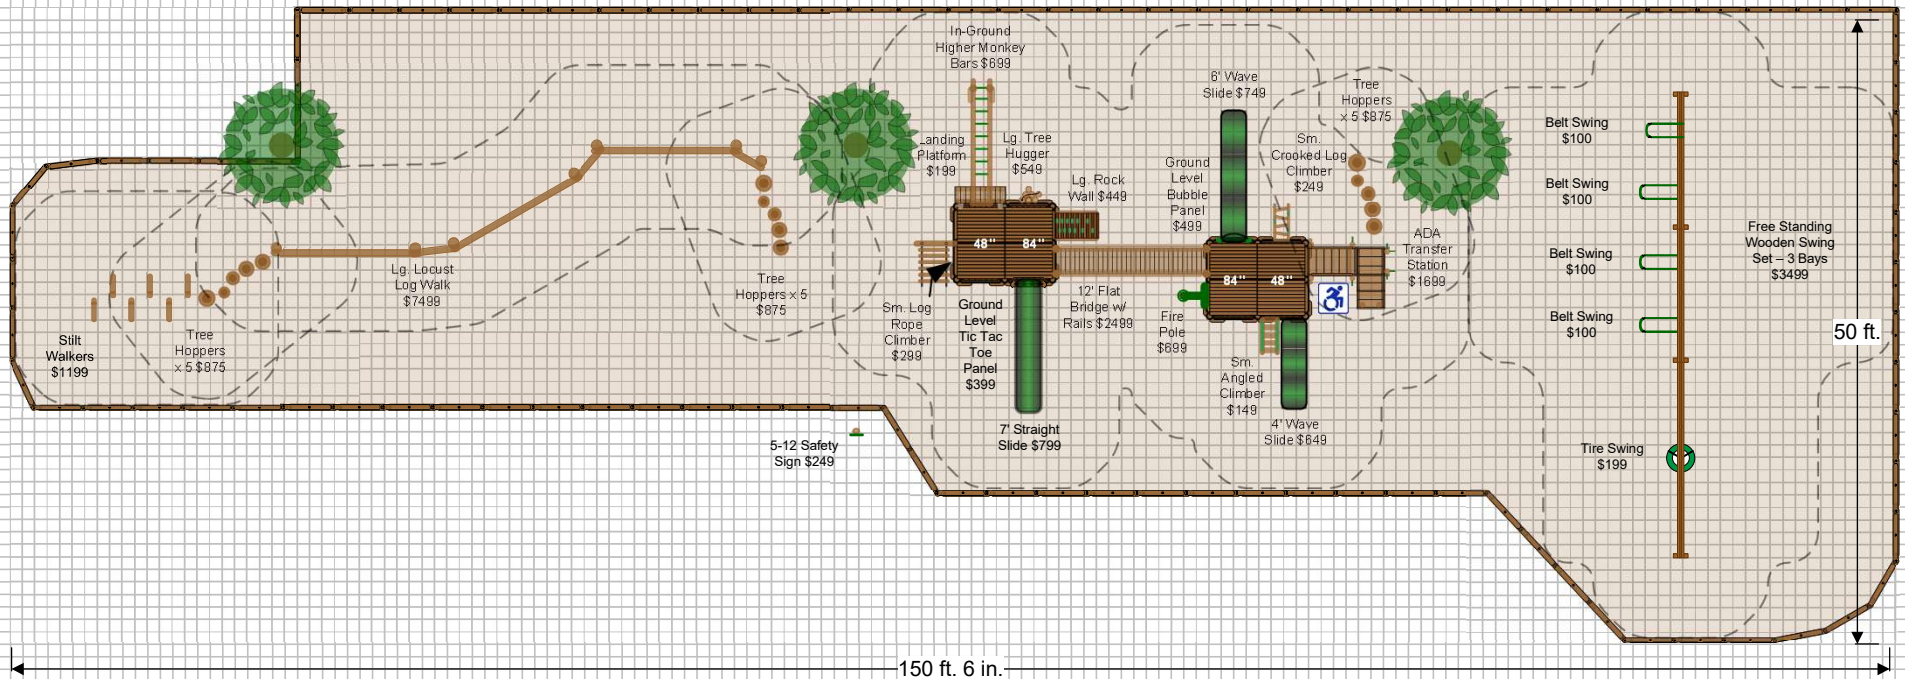 In-Ground
Higher Monkey
Bars $699
6' Wave
Slide $749
Tree
Hoppers
x 5 $875
Belt Swing
$100
Landing
Platform
$199
Lg. Tree
Hugger
$549
Sm.
Crooked Log
Climber
$249
Ground
Level
Bubble
Panel
$499
Lg. Rock
Wall $449
Belt Swing
$100
48"
84"
ADA
Transfer
Station
$1699
Free Standing
Wooden Swing
Set – 3 Bays
$3499
Belt Swing
$100
84"
48"
Lg. Locust
Log Walk
$7499
Tree
Hoppers x 5
$875
Sm. Log
Rope
Climber
$299
Ground
Level
Tic Tac
Toe
Panel
$399
12' Flat
Bridge w/
Rails $2499
Fire
Pole
$699
Belt Swing
$100
50 ft.
Stilt
Walkers
$1199
Tree
Hoppers
x 5 $875
Sm.
Angled
Climber
$149
4' Wave
Slide $649
7' Straight
Slide $799
5-12 Safety
Sign $249
Tire Swing
$199
150 ft. 6 in.